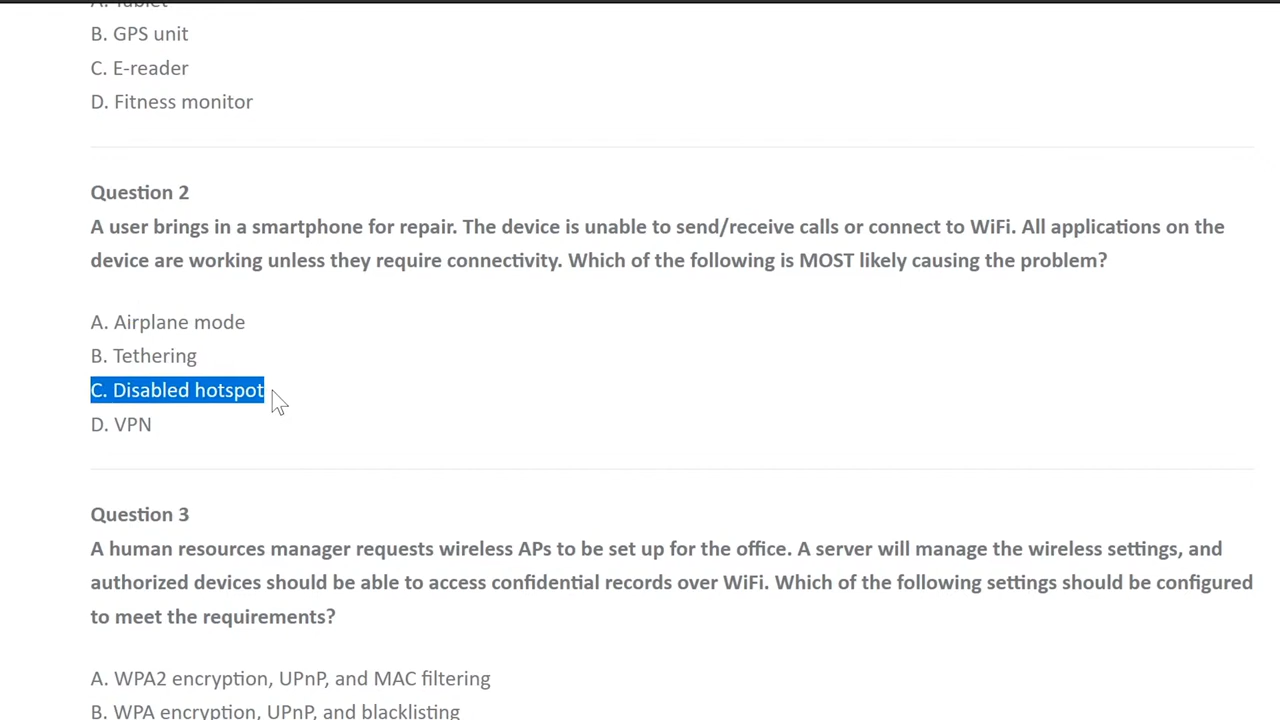 A. Tablet
B. GPS unit
C. E-reader
D. Fitness monitor
Question 2
A user brings in a smartphone for repair. The device is unable to send/receive calls or connect to WiFi. All applications on the
device are working unless they require connectivity. Which of the following is MOST likely causing the problem?
A. Airplane mode
B. Tethering
C. Disabled hotspot
D. VPN
Question 3
A human resources manager requests wireless APs to be set up for the office. A server will manage the wireless settings, and
authorized devices should be able to access confidential records over WiFi. Which of the following settings should be configured
to meet the requirements?
A. WPA2 encryption, UPnP, and MAC filtering
B. WPA encryption, UPnP, and blacklisting